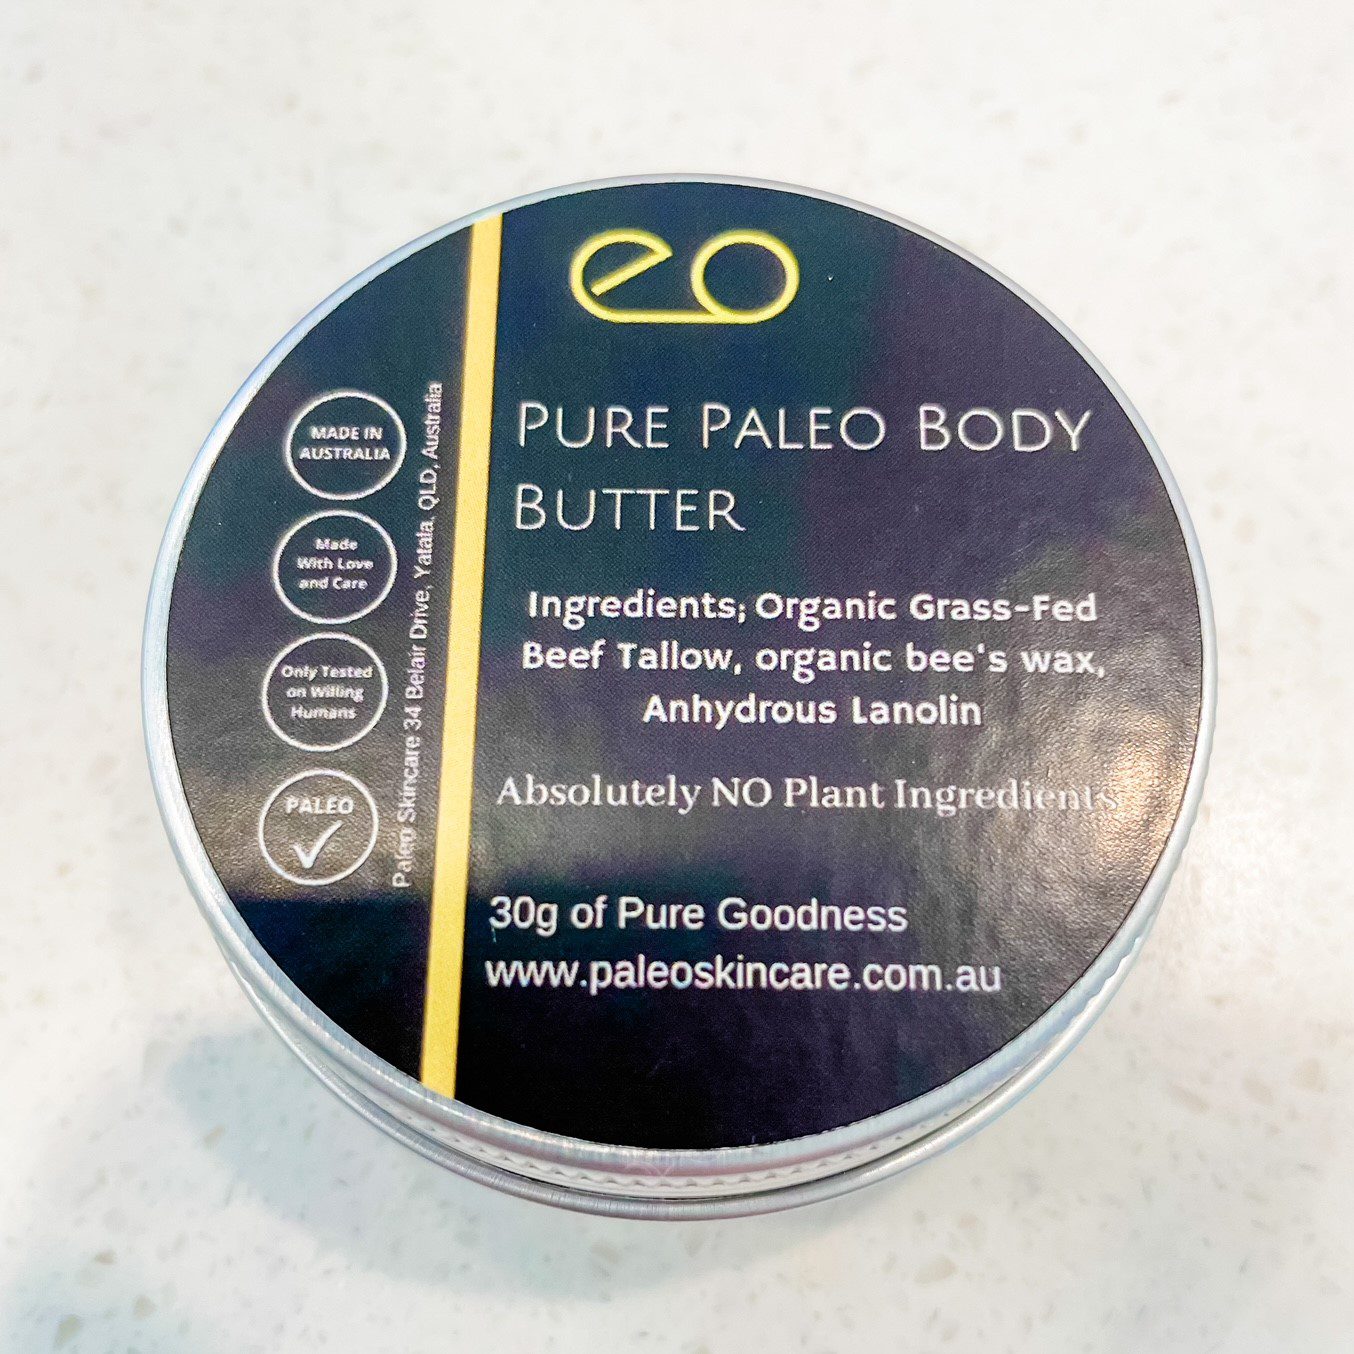 eo
PURE PALEO BODY
BUTTER
Ingredients; Organic Grass-Fed
Beef Tallow, organic bee's wax,
Anhydrous Lanolin
Absolutely NO Plant Ingredients
30g of Pure Goodness
www.paleoskincare.com.au
MADE IN
AUSTRALIA
Made
With Love
and Care
Only Tested
on Willing
Humans
PALEO
Paleo Skincare 34 Belair Drive, Yatala, QLD, Australia